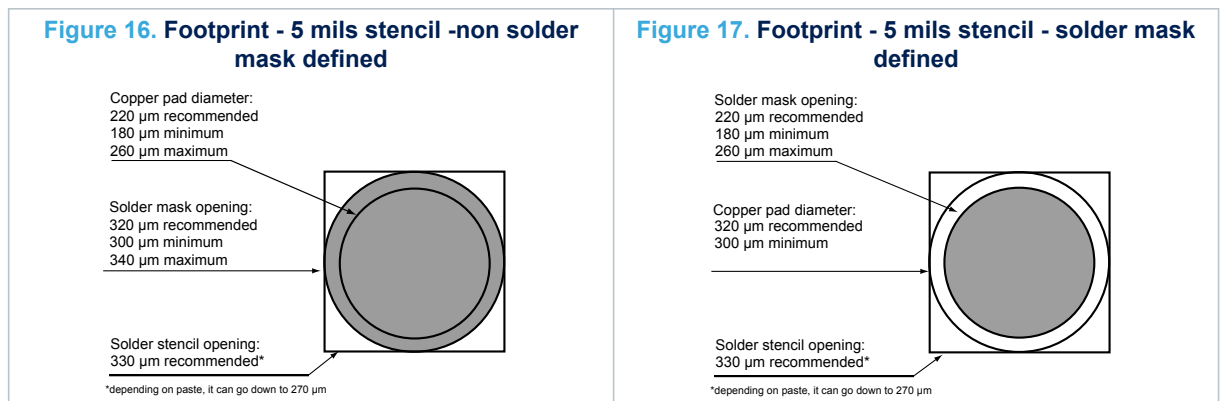 Figure 16. Footprint - 5 mils stencil -non solder
mask defined
Copper pad diameter:
220 µm recommended
180 µm minimum
260 µm maximum
Solder mask opening:
320 µm recommended
300 µm minimum
340 µm maximum
Solder stencil opening:
330 µm recommended*
*depending on paste, it can go down to 270 µm
Figure 17. Footprint - 5 mils stencil - solder mask
defined
Solder mask opening:
220 µm recommended
180 µm minimum
260 µm maximum
Copper pad diameter:
320 µm recommended
300 µm minimum
Solder stencil opening:
330 µm recommended*
*depending on paste, it can go down to 270 µm